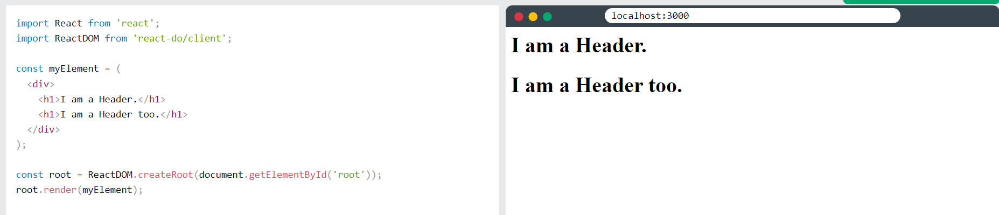 import React from 'react';
import ReactDOM from 'react-do/client';
const myElement = (
<div>
<h1>I am a Header.</h1>
<h1>I am a Header too.</h1>
</div>
);
const root = ReactDOM.createRoot(document.getElementById('root'));
root.render(myElement);
localhost:3000
I am a Header.
I am a Header too.